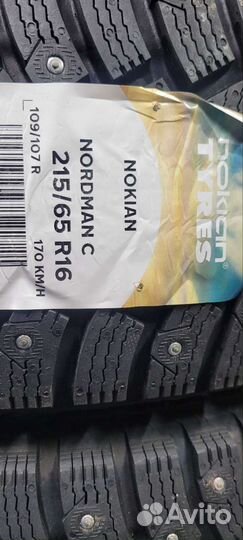 nokian
TYRES
NOKIAN
NORDMAN C
215/65 R16
109/107 R
170 KM/H
Avito